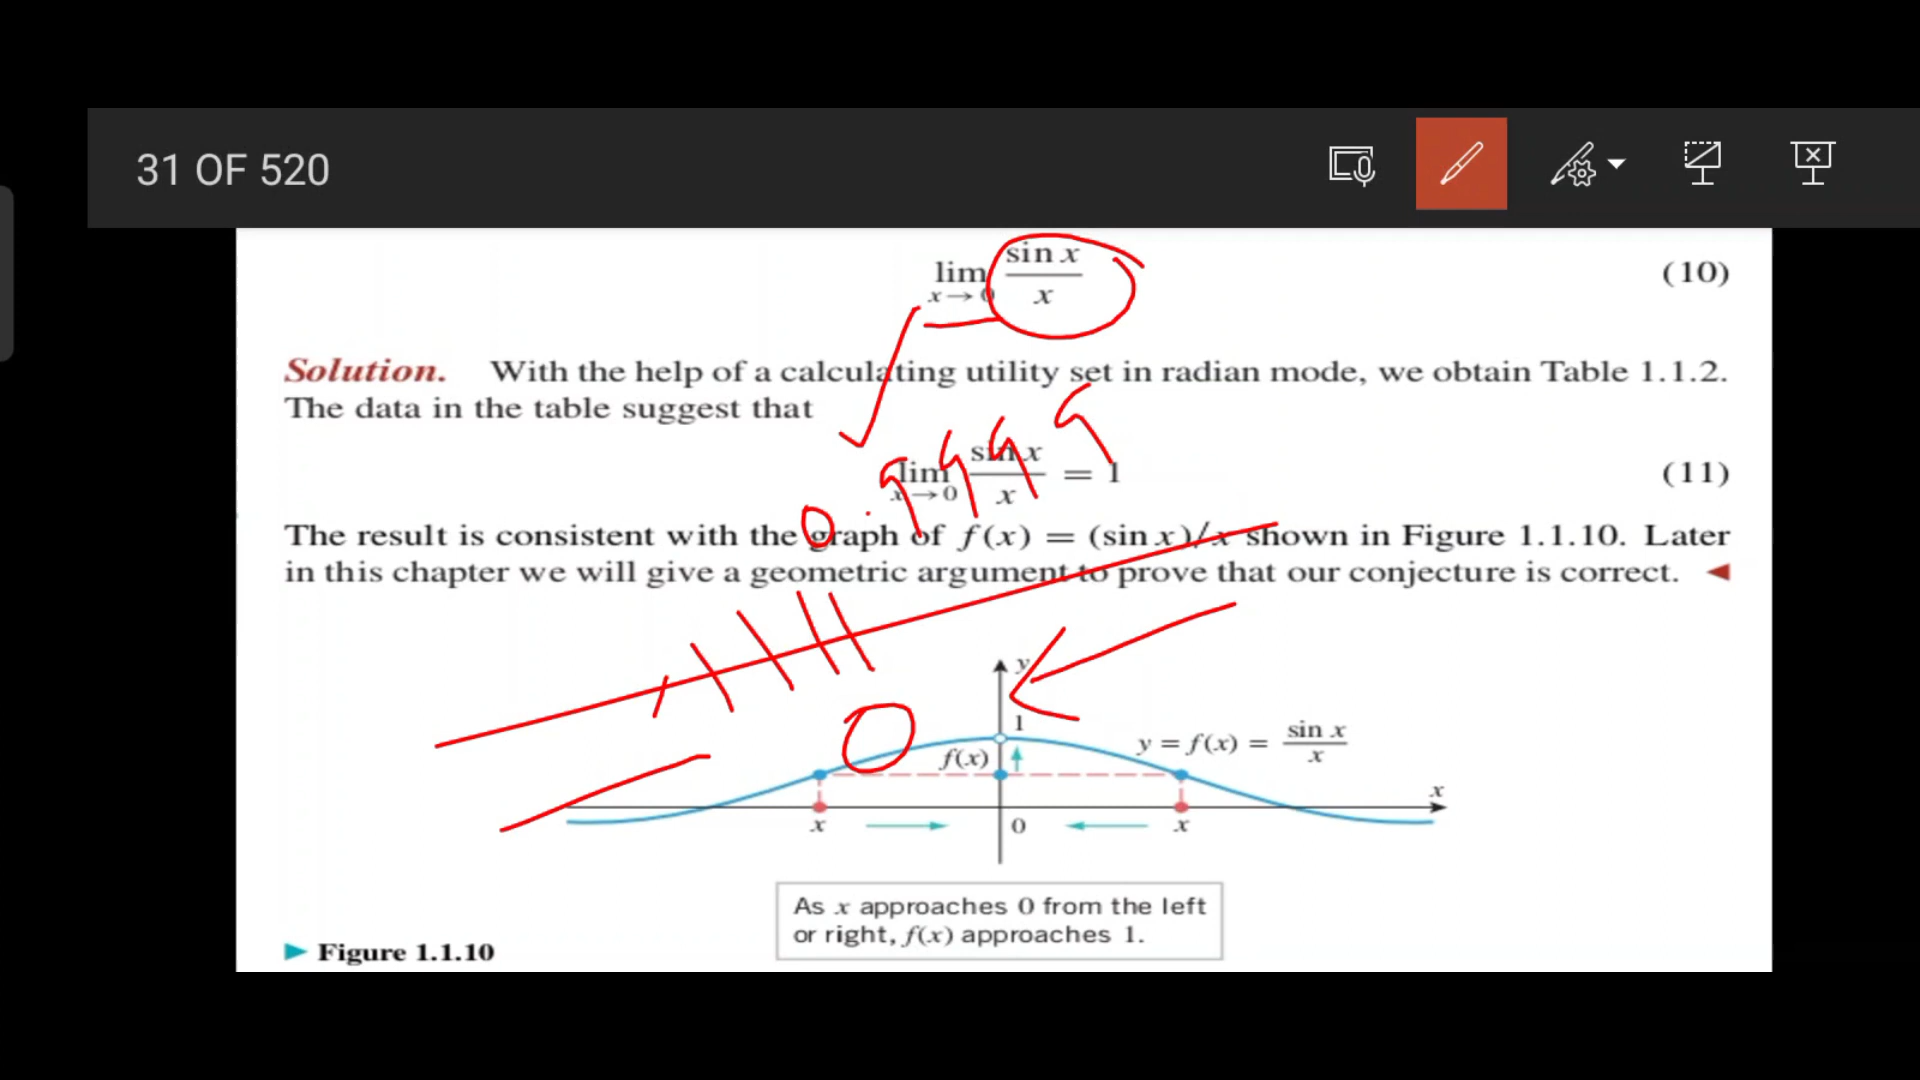 31 OF 520
lim x→0 sin x / x (10)
Solution. With the help of a calculating utility set in radian mode, we obtain Table 1.1.2.
The data in the table suggest that
lim x→0 sin x / x = 1 (11)
0.9999
The result is consistent with the graph of f(x) = (sin x)/x shown in Figure 1.1.10. Later
in this chapter we will give a geometric argument to prove that our conjecture is correct.
y
1
f(x)
y = f(x) = sin x / x
x
x 0 x
As x approaches 0 from the left
or right, f(x) approaches 1.
Figure 1.1.10